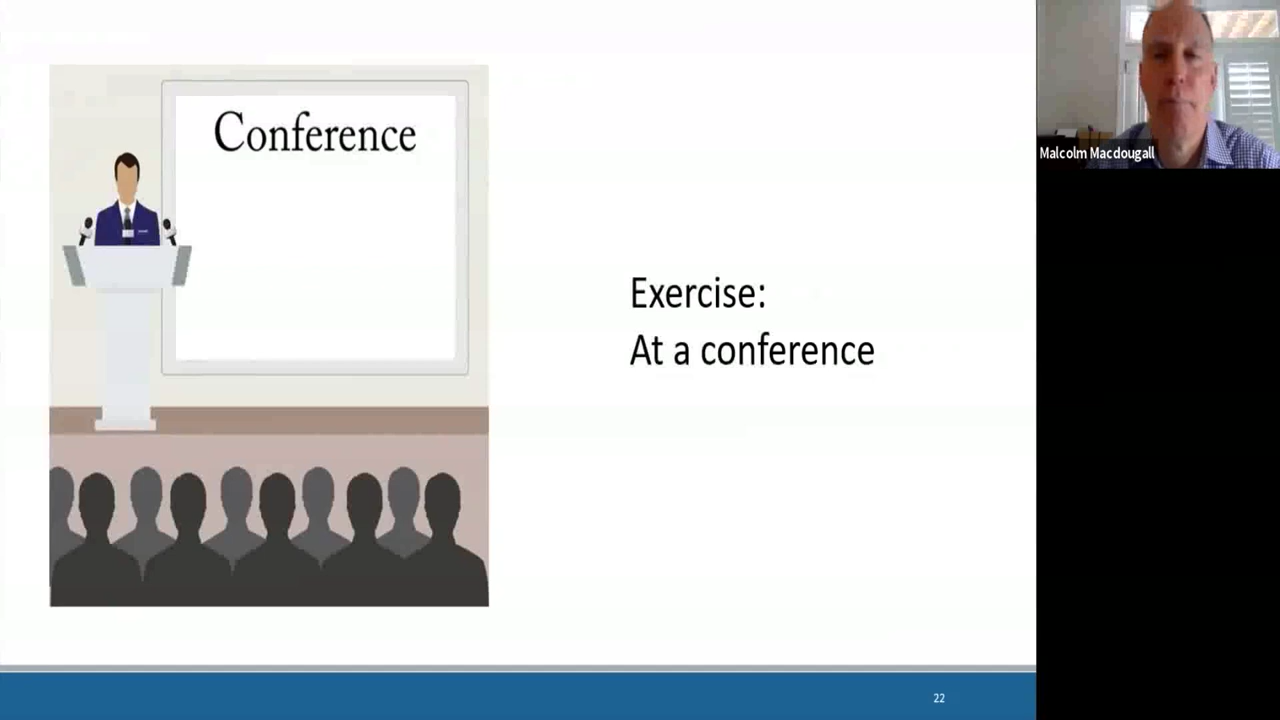 Conference
Exercise:
At a conference
22
Malcolm Macdougall